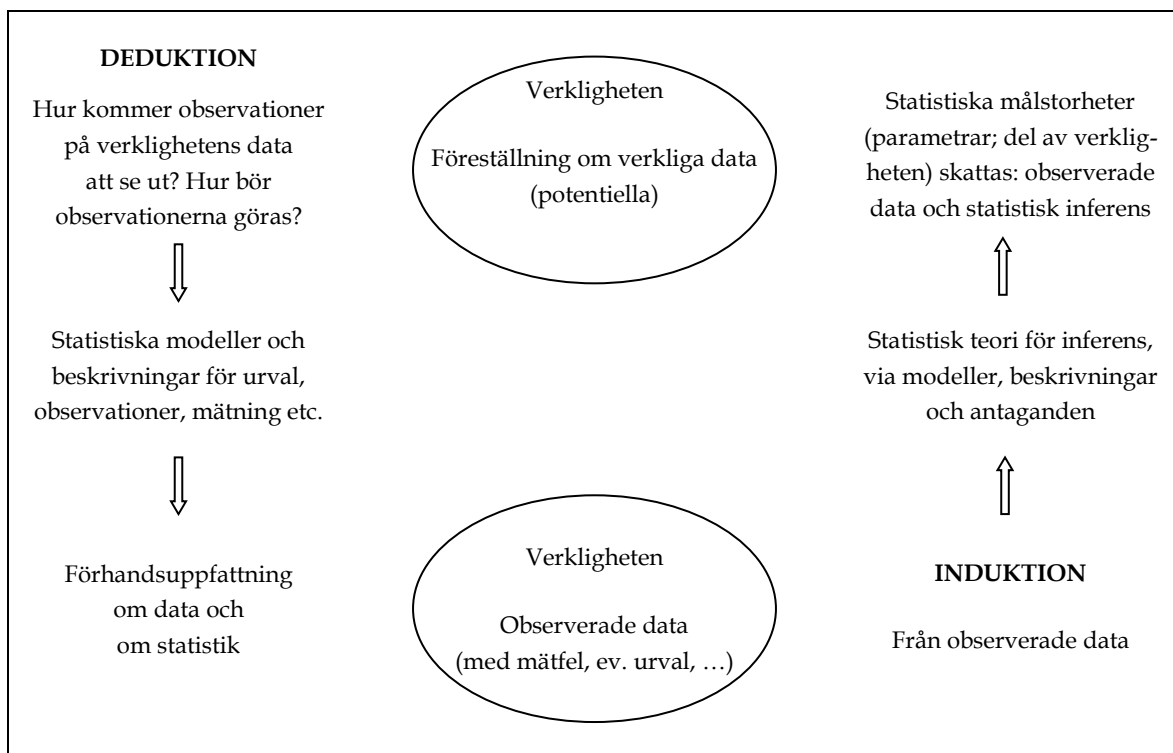 DEDUKTION
Hur kommer observationer
på verklighetens data
att se ut? Hur bör
observationerna göras?
Statistiska modeller och
beskrivningar för urval,
observationer, mätning etc.
Förhandsuppfattning
om data och
om statistik
Verkligheten
Föreställning om verkliga data
(potentiella)
Verkligheten
Observerade data
(med mätfel, ev. urval, …)
Statistiska målstorheter
(parametrar; del av verklig-
heten) skattas: observerade
data och statistisk inferens
Statistisk teori för inferens,
via modeller, beskrivningar
och antaganden
INDUKTION
Från observerade data